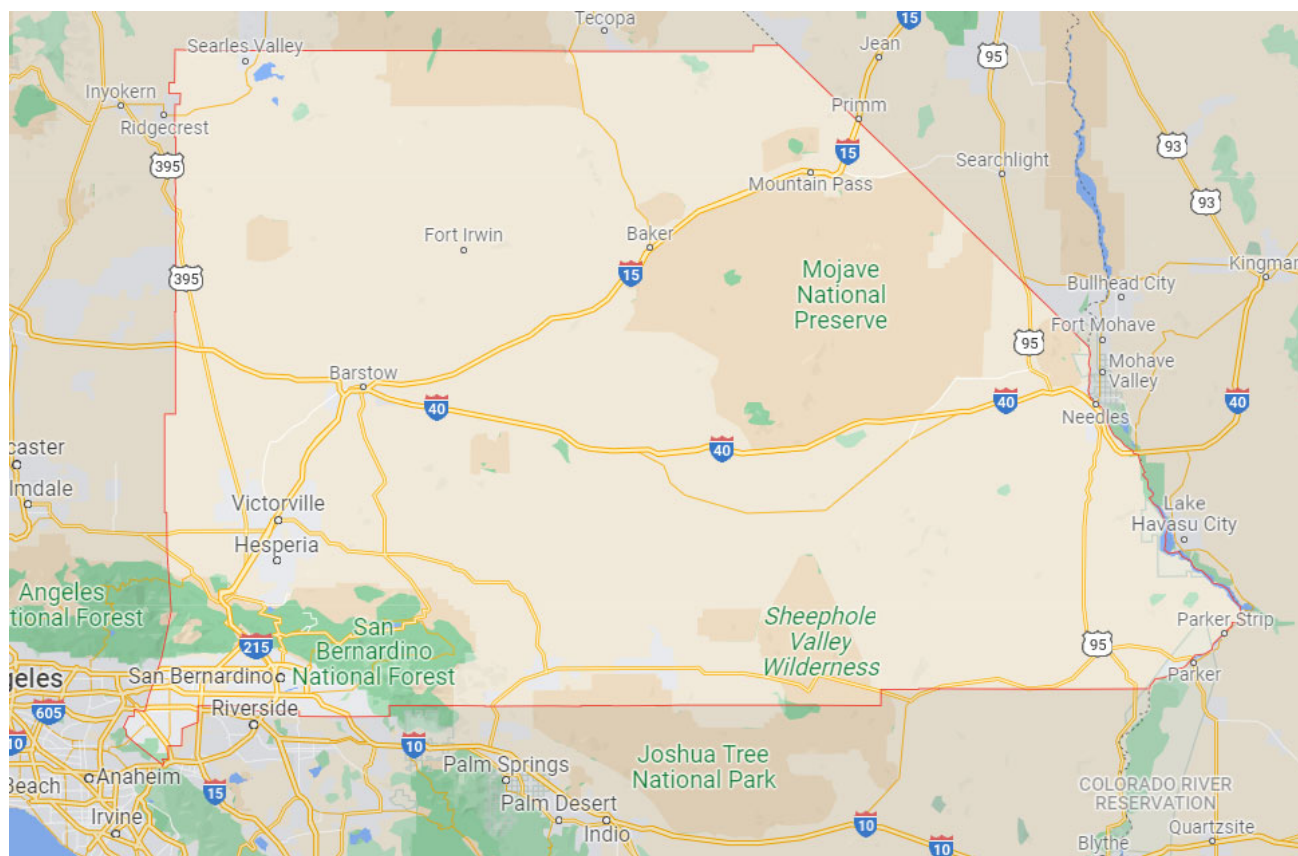 Tecopa
15
Searles Valley
Jean
95
Inyokern
Ridgecrest
Primm
395
15
93
Searchlight
Mountain Pass
93
Fort Irwin
Baker
15
Mojave
National
Preserve
395
Kingman
Bullhead City
Fort Mohave
95
Mohave
Valley
Barstow
40
40
40
Needles
caster
40
lmdale
Victorville
Lake
Havasu City
Hesperia
Angeles
tional Forest
Sheephole
Valley
Wilderness
San
Bernardino
National Forest
215
Parker Strip
95
geles
San Bernardino
Parker
605
Riverside
10
10
Joshua Tree
National Park
Palm Springs
Anaheim
Beach
15
COLORADO RIVER
RESERVATION
Palm Desert
Irvine
Indio
10
Quartzsite
10
Blythe